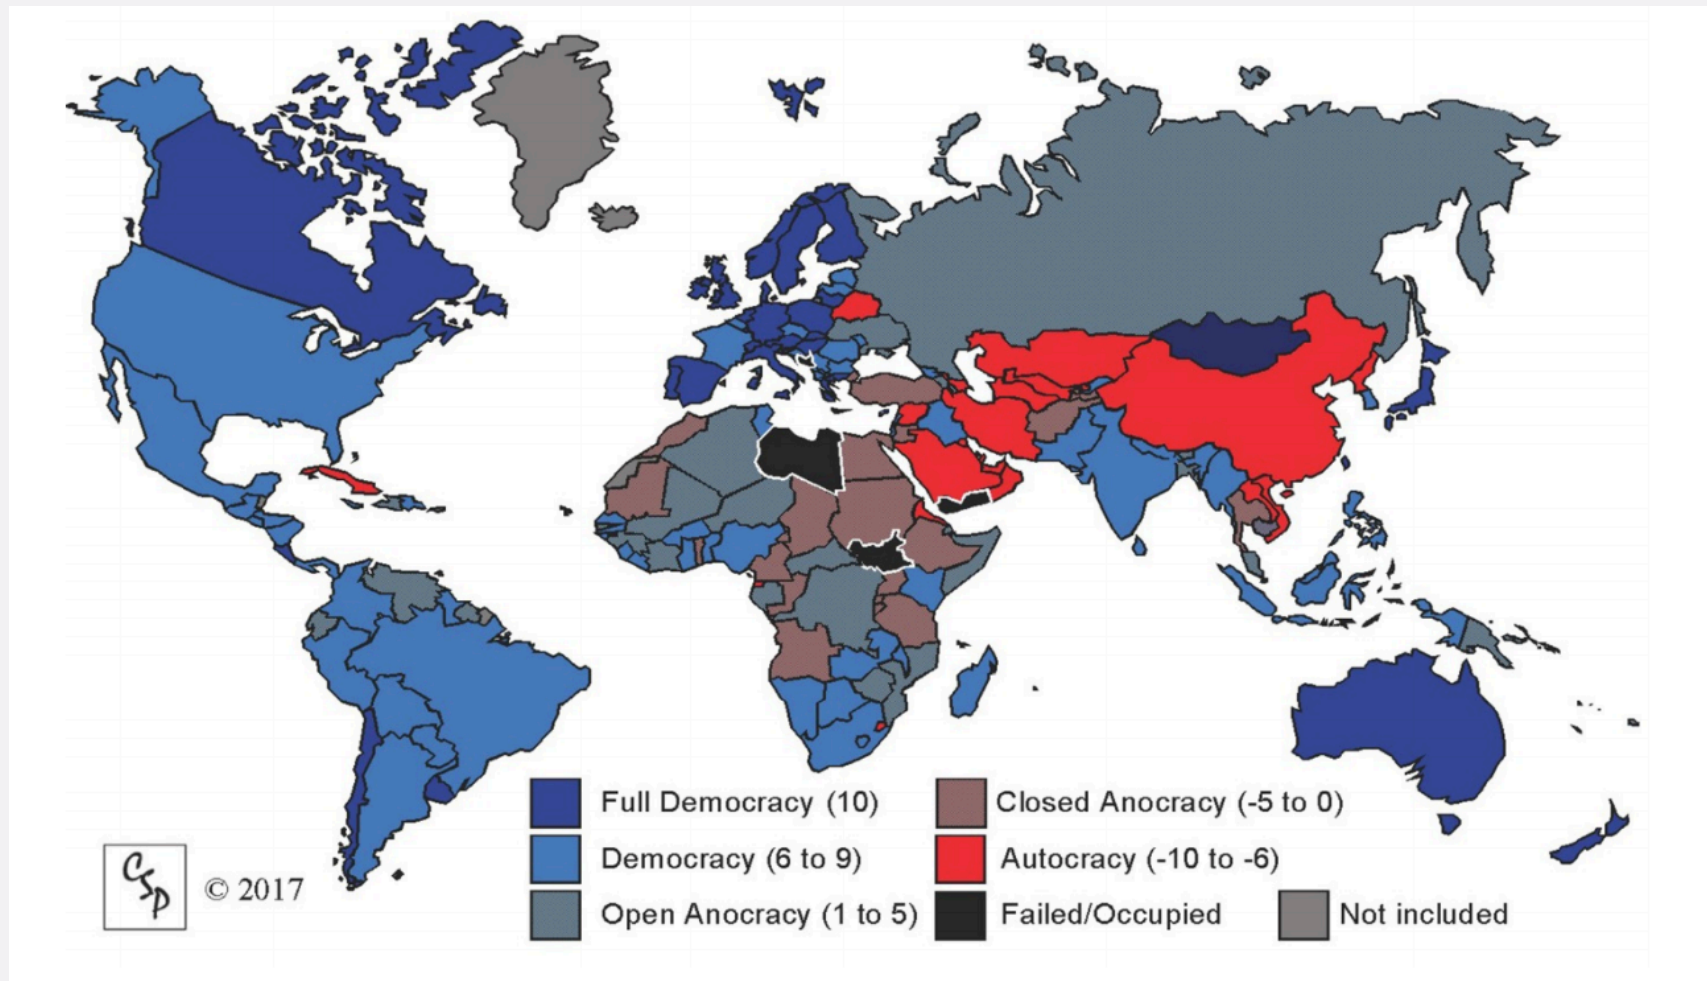 Full Democracy (10)
Democracy (6 to 9)
Open Anocracy (1 to 5)
Closed Anocracy (-5 to 0)
Autocracy (-10 to -6)
Failed/Occupied
Not included
CSP
© 2017